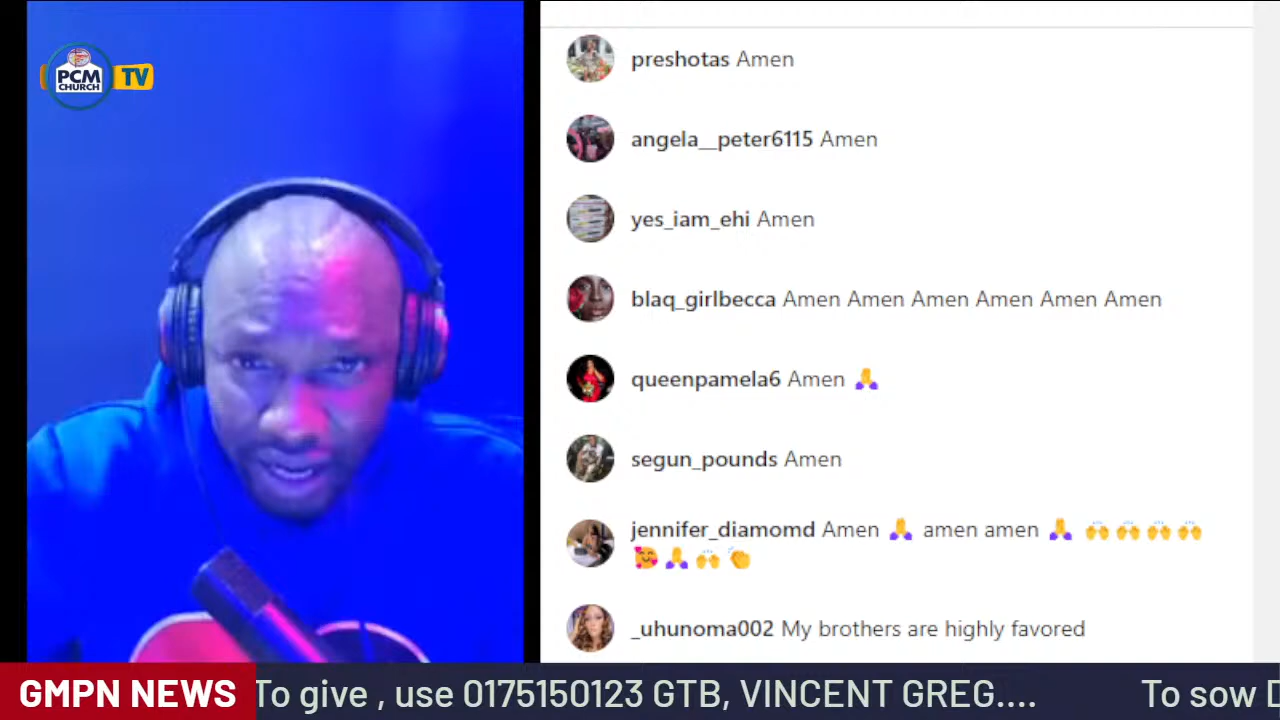 PCM
CHURCH
TV
preshotas Amen
angela__peter6115 Amen
yes_iam_ehi Amen
blaq_girlbecca Amen Amen Amen Amen Amen Amen
queenpamela6 Amen 🙏
segun_pounds Amen
jennifer_diamomd Amen 🙏 amen amen 🙏 🙌🙌🙌🙌
🥰🙏🙌👏
_uhunoma002 My brothers are highly favored
GMPN NEWS
To give , use 0175150123 GTB, VINCENT GREG.... To sow D